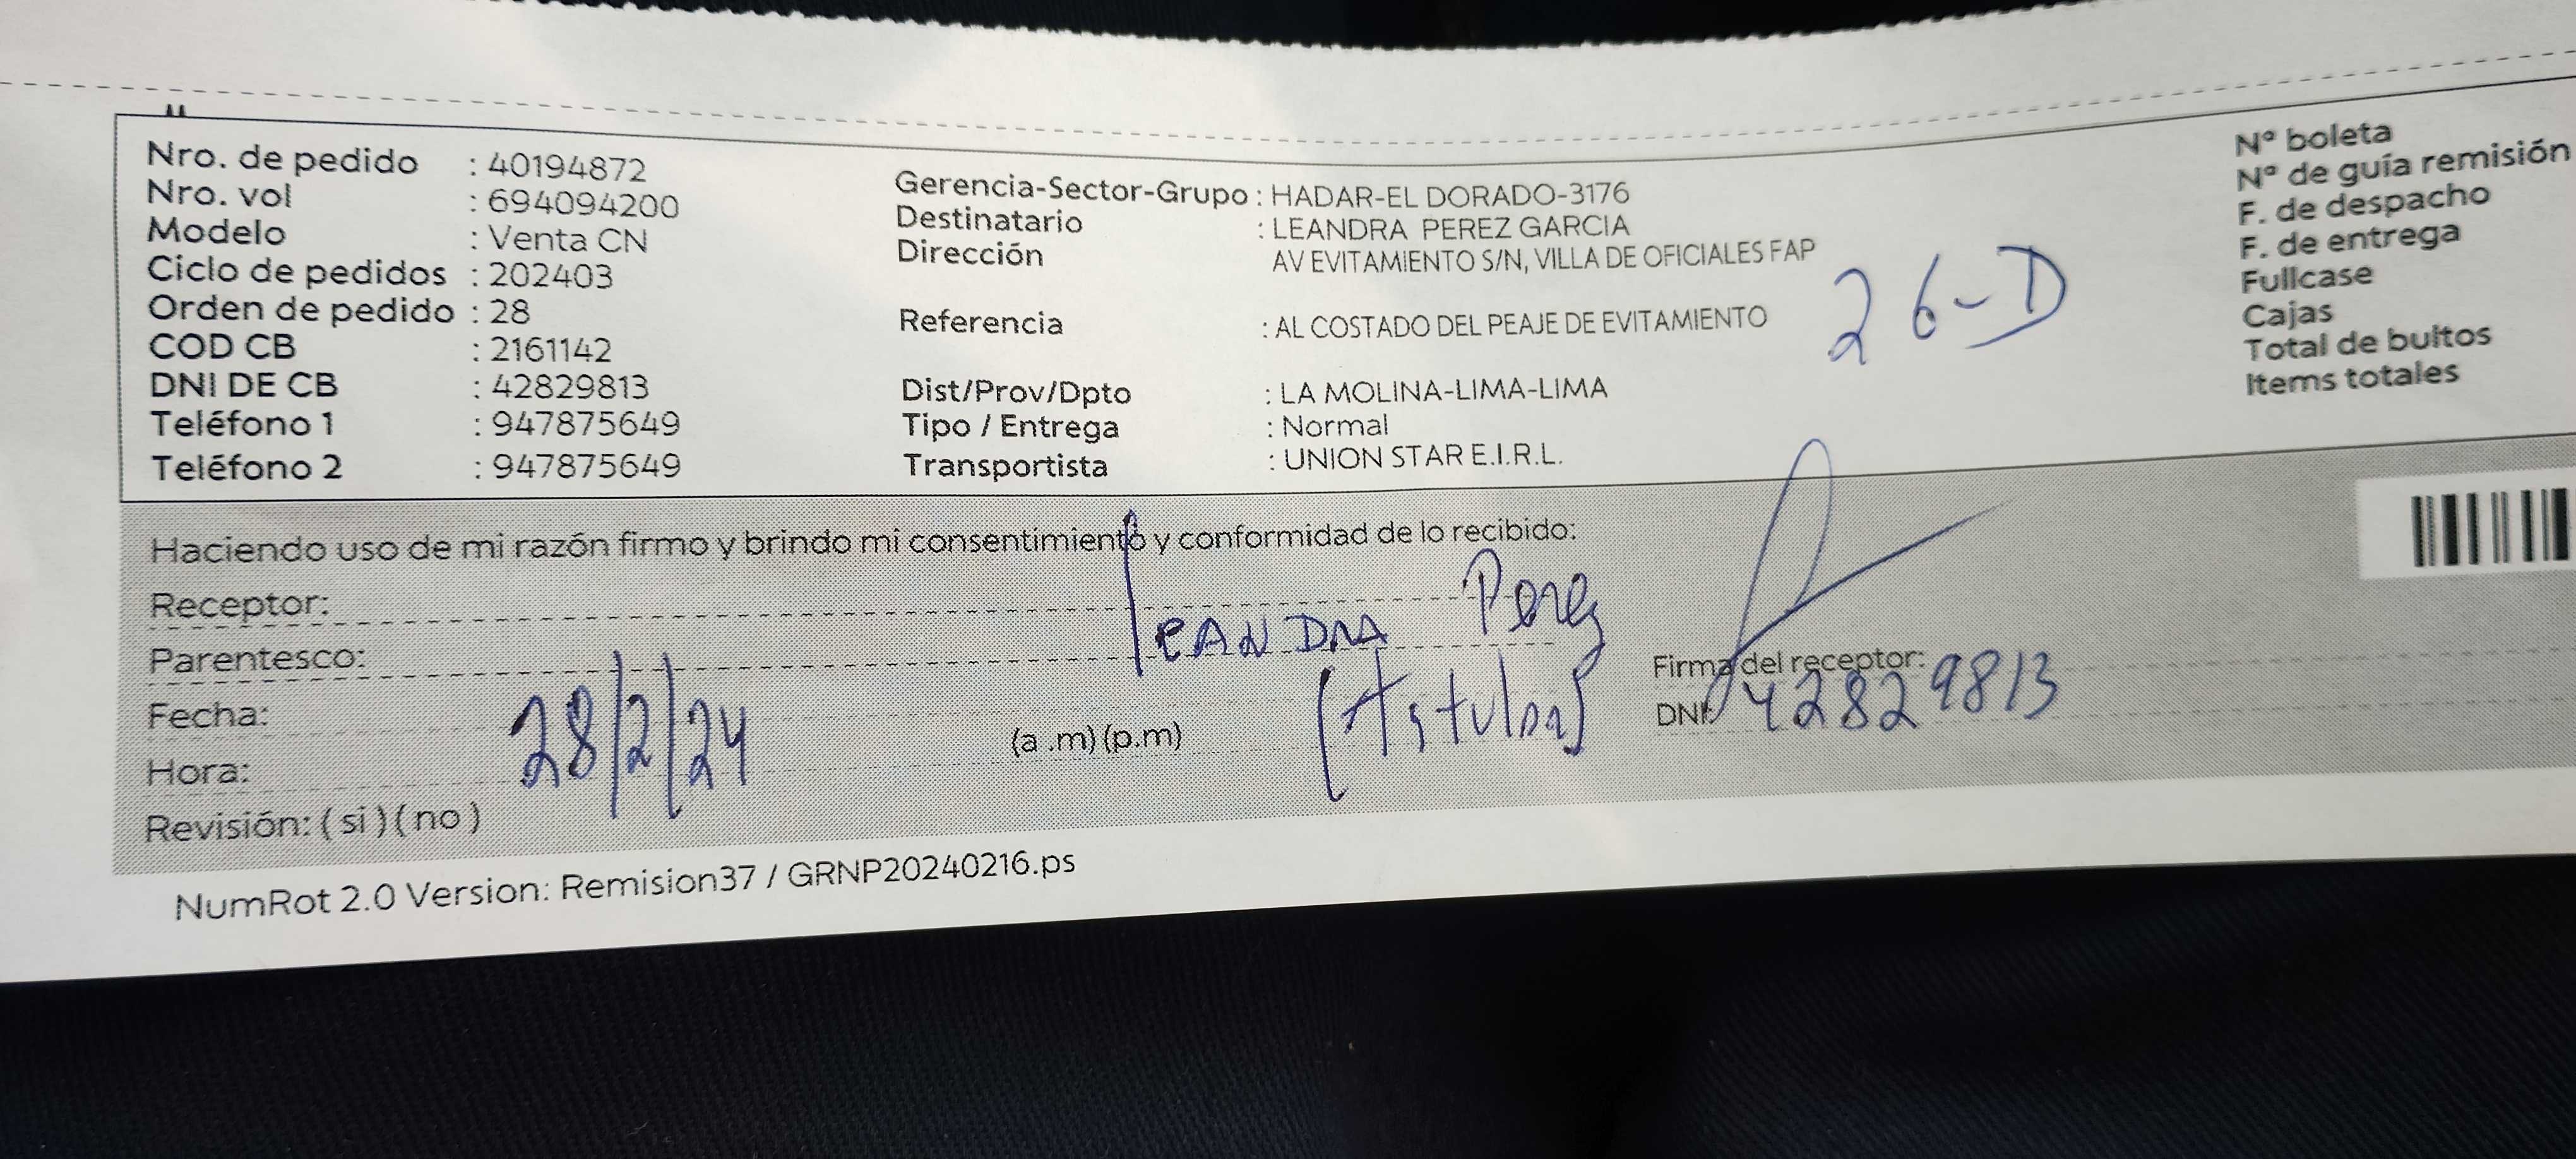 Nro. de pedido : 40194872
Nro. vol : 694094200
Modelo : Venta CN
Ciclo de pedidos : 202403
Orden de pedido : 28
COD CB : 2161142
DNI DE CB : 42829813
Teléfono 1 : 947875649
Teléfono 2 : 947875649
Gerencia-Sector-Grupo : HADAR-EL DORADO-3176
Destinatario : LEANDRA PEREZ GARCIA
Dirección AV EVITAMIENTO S/N, VILLA DE OFICIALES FAP
Referencia : AL COSTADO DEL PEAJE DE EVITAMIENTO
26-D
Dist/Prov/Dpto : LA MOLINA-LIMA-LIMA
Tipo / Entrega : Normal
Transportista : UNION STAR E.I.R.L.
N° boleta
N° de guía remisión
F. de despacho
F. de entrega
Fullcase
Cajas
Total de bultos
Items totales
Haciendo uso de mi razón firmo y brindo mi consentimiento y conformidad de lo recibido:
Receptor: leANDRA Perez
Parentesco:
Firma del receptor:
Fecha: 28/2/24
DNI: 42829813
Hora: (a .m) (p.m)
Revisión: ( si ) ( no )
NumRot 2.0 Version: Remision37 / GRNP20240216.ps